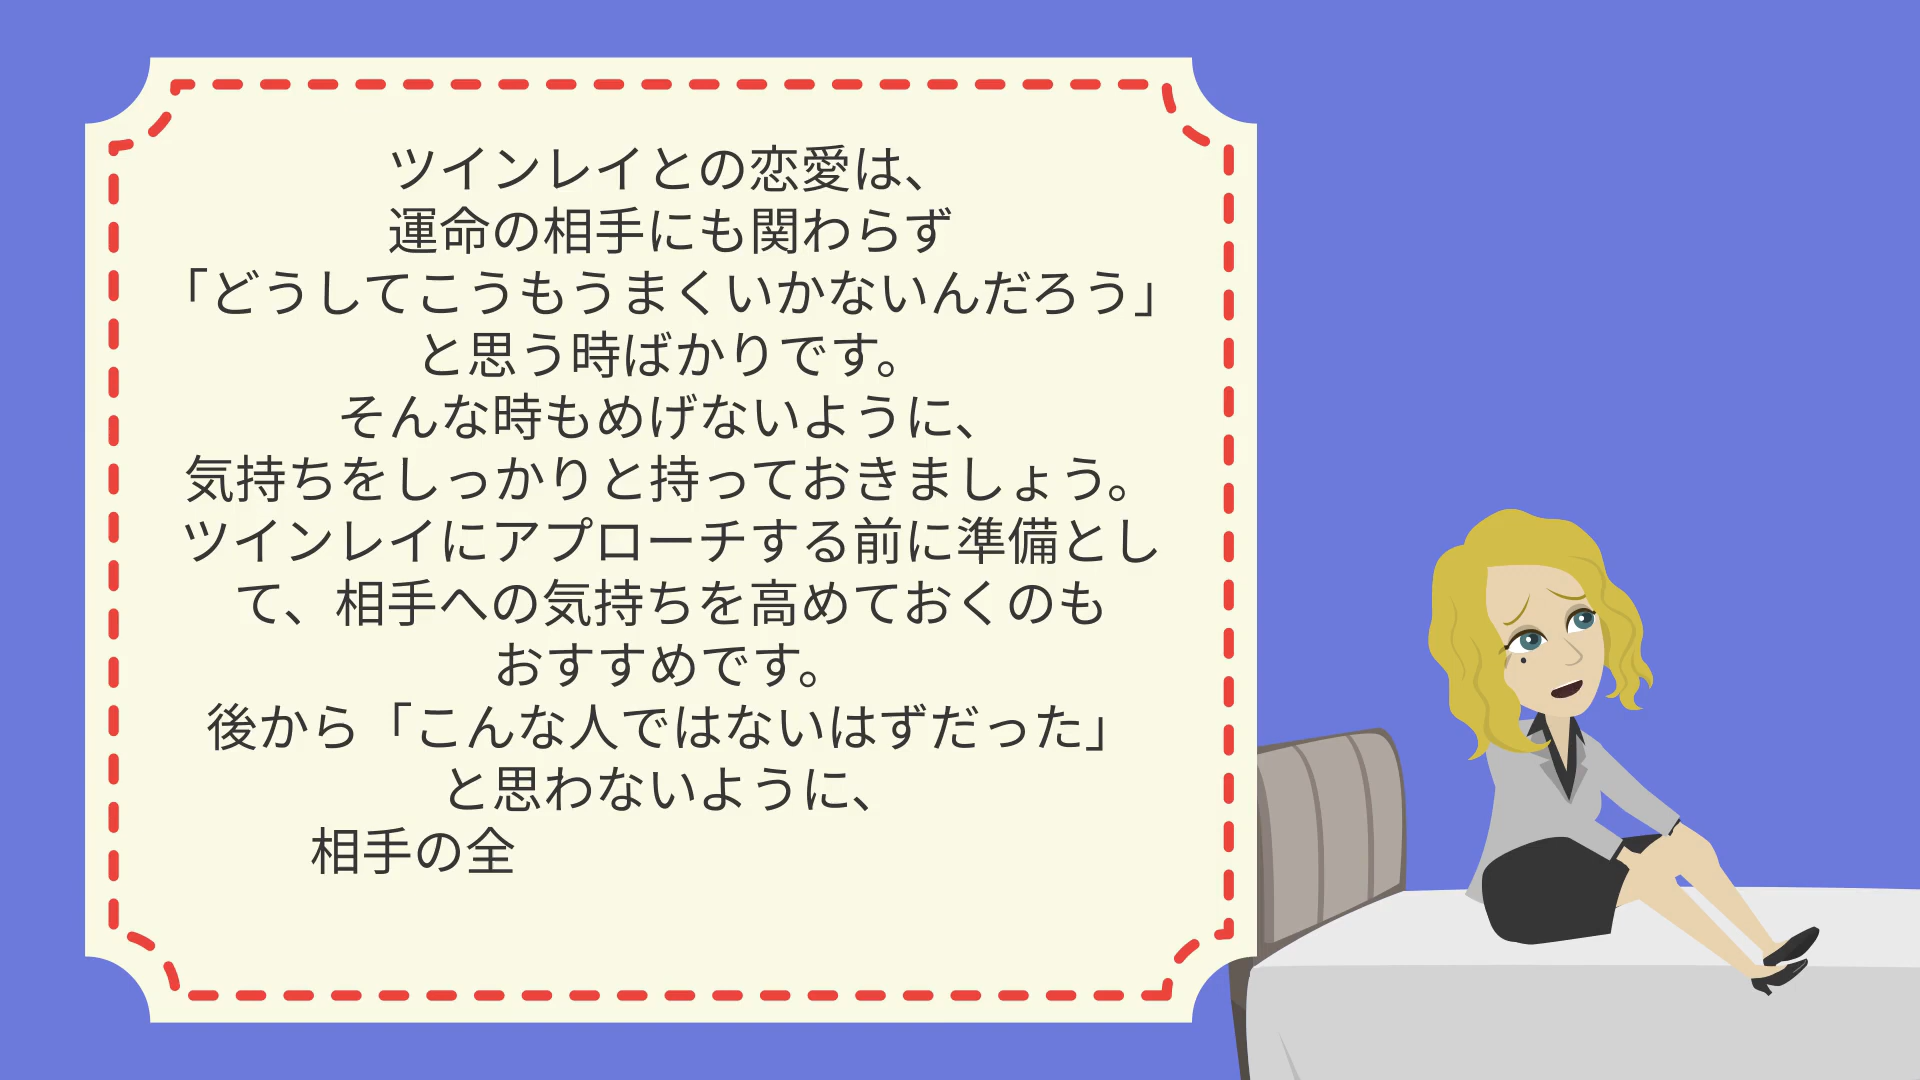 ツインレイとの恋愛は、
運命の相手にも関わらず
「どうしてこうもうまくいかないんだろう」
と思う時ばかりです。
そんな時もめげないように、
気持ちをしっかりと持っておきましょう。
ツインレイにアプローチする前に準備とし
て、相手への気持ちを高めておくのも
おすすめです。
後から「こんな人ではないはずだった」
と思わないように、
相手の全